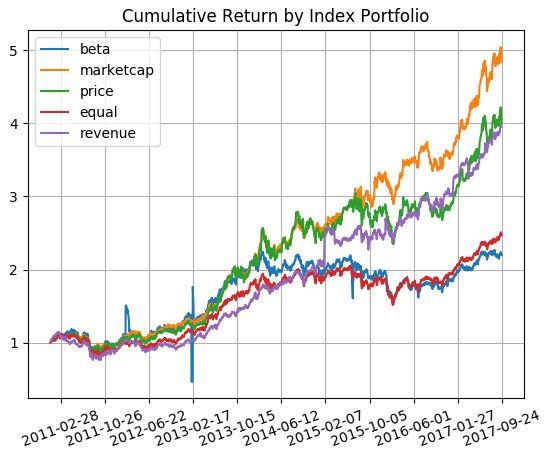 Cumulative Return by Index Portfolio
5
4
3
2
1
beta
marketcap
price
equal
revenue
2011-02-28
2011-10-26
2012-06-22
2013-02-17
2013-10-15
2014-06-12
2015-02-07
2015-10-05
2016-06-01
2017-01-27
2017-09-24